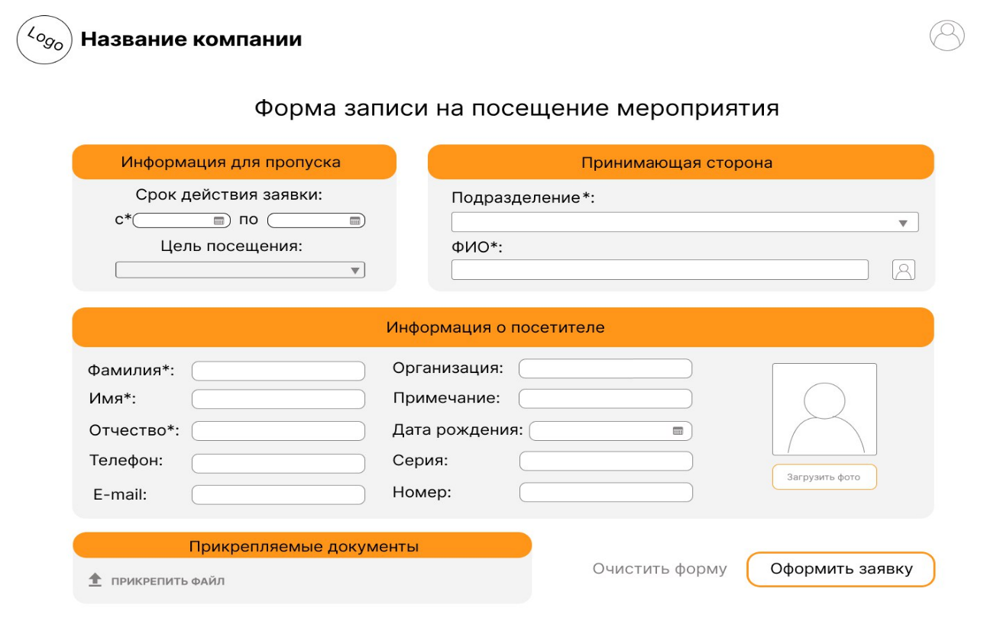 Logo
Название компании
Форма записи на посещение мероприятия
Информация для пропуска
Срок действия заявки:
с* по
Цель посещения:
Принимающая сторона
Подразделение*:
ФИО*:
Информация о посетителе
Фамилия*:
Имя*:
Отчество*:
Телефон:
E-mail:
Организация:
Примечание:
Дата рождения:
Серия:
Номер:
Загрузить фото
Прикрепляемые документы
ПРИКРЕПИТЬ ФАЙЛ
Очистить форму
Оформить заявку